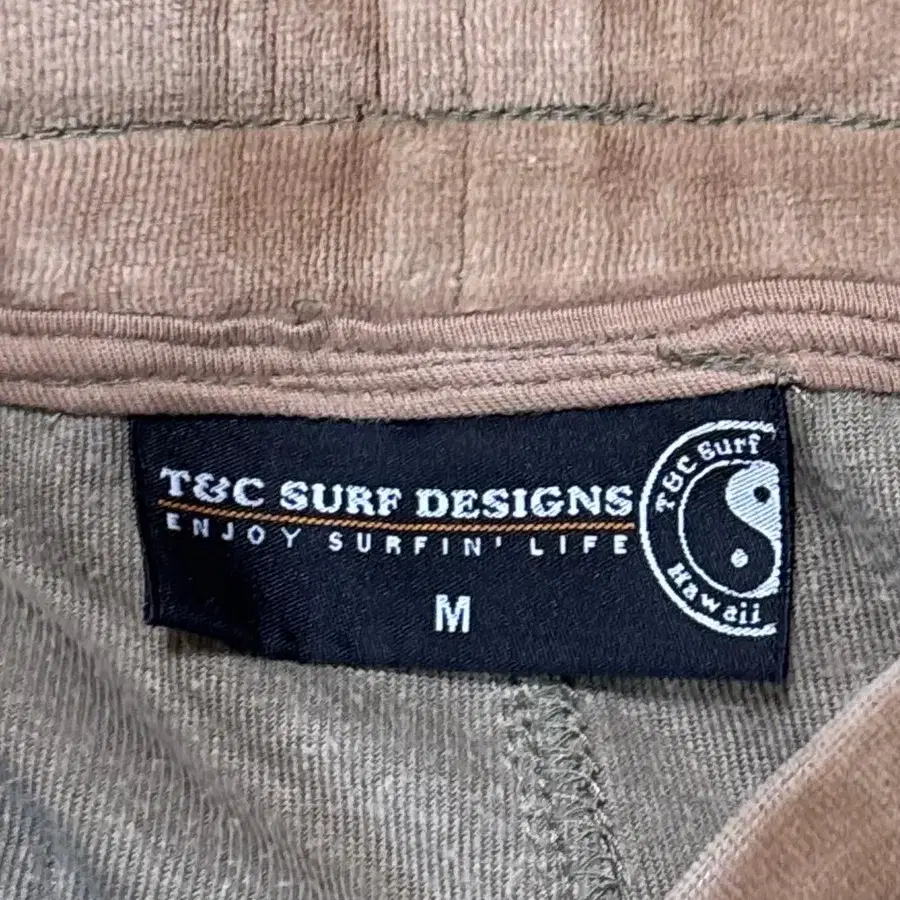 T&C SURF DESIGNS
ENJOY SURFIN' LIFE
M
T&C Surf
Hawaii